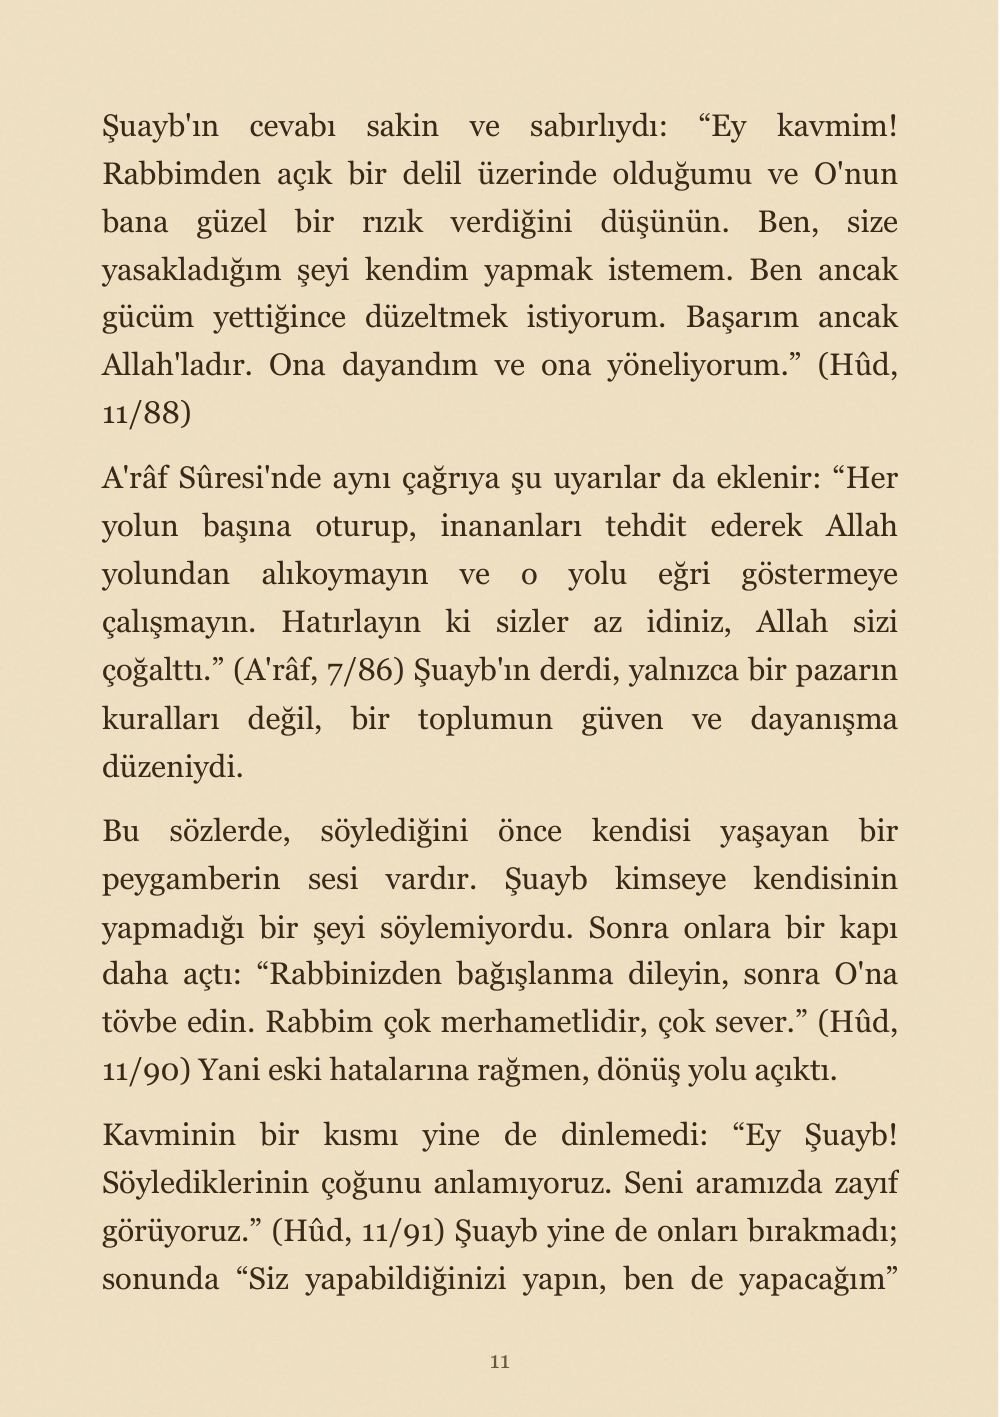 Şuayb'ın cevabı sakin ve sabırlıydı: “Ey kavmim!
Rabbimden açık bir delil üzerinde olduğumu ve O'nun
bana güzel bir rızık verdiğini düşünün. Ben, size
yasakladığım şeyi kendim yapmak istemem. Ben ancak
gücüm yettiğince düzeltmek istiyorum. Başarım ancak
Allah'ladır. Ona dayandım ve ona yöneliyorum.” (Hûd,
11/88)
A'râf Sûresi'nde aynı çağrıya şu uyarılar da eklenir: “Her
yolun başına oturup, inananları tehdit ederek Allah
yolundan alıkoymayın ve o yolu eğri göstermeye
çalışmayın. Hatırlayın ki sizler az idiniz, Allah sizi
çoğalttı.” (A'râf, 7/86) Şuayb'ın derdi, yalnızca bir pazarın
kuralları değil, bir toplumun güven ve dayanışma
düzeniydi.
Bu sözlerde, söylediğini önce kendisi yaşayan bir
peygamberin sesi vardır. Şuayb kimseye kendisinin
yapmadığı bir şeyi söylemiyordu. Sonra onlara bir kapı
daha açtı: “Rabbinizden bağışlanma dileyin, sonra O'na
tövbe edin. Rabbim çok merhametlidir, çok sever.” (Hûd,
11/90) Yani eski hatalarına rağmen, dönüş yolu açıktı.
Kavminin bir kısmı yine de dinlemedi: “Ey Şuayb!
Söylediklerinin çoğunu anlamıyoruz. Seni aramızda zayıf
görüyoruz.” (Hûd, 11/91) Şuayb yine de onları bırakmadı;
sonunda “Siz yapabildiğinizi yapın, ben de yapacağım”
11